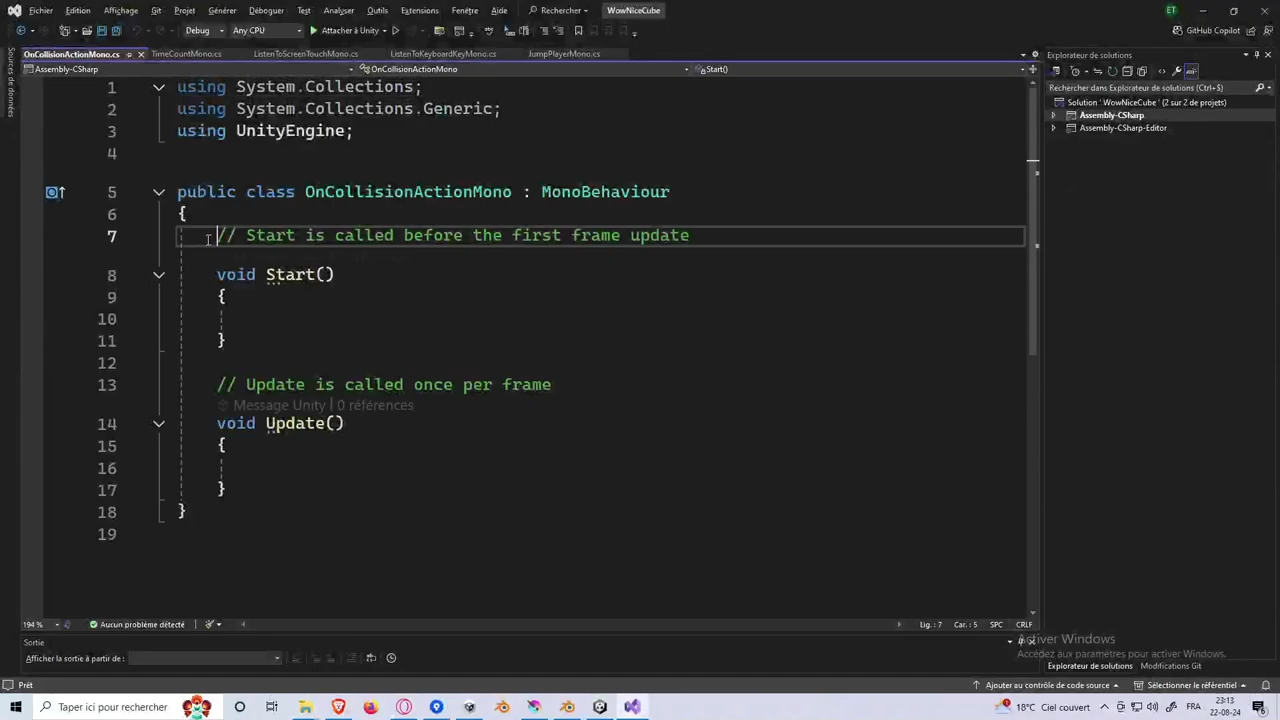 Fichier Edition Affichage Git Projet Générer Déboguer Test Analyser Outils Extensions Fenêtre Aide Rechercher WowNiceCube ET
Debug Any CPU Attacher à Unity GitHub Copilot
OnCollisionActionMono.cs TimeCountMono.cs ListenToScreenTouchMono.cs ListenToKeyboardKeyMono.cs JumpPlayerMono.cs
Assembly-CSharp OnCollisionActionMono Start()
Sources de données
1 using System.Collections;
2 using System.Collections.Generic;
3 using UnityEngine;
4
5 public class OnCollisionActionMono : MonoBehaviour
6 {
7 // Start is called before the first frame update
8 void Start()
9 {
10
11 }
12
13 // Update is called once per frame
Message Unity | 0 références
14 void Update()
15 {
16
17 }
18 }
19
Explorateur de solutions
Rechercher dans Explorateur de solutions (Ctrl+$)
Solution 'WowNiceCube' (2 sur 2 de projets)
Assembly-CSharp
Assembly-CSharp-Editor
194 % Aucun problème détecté Lig. : 7 Car. : 5 SPC CRLF
Sortie
Afficher la sortie à partir de :
Activer Windows
Accédez aux paramètres pour activer Windows.
Explorateur de solutions Modifications Git
Prêt Ajouter au contrôle de code source Sélectionner le référentiel
Taper ici pour rechercher 18°C Ciel couvert FRA 23:13 22-08-24